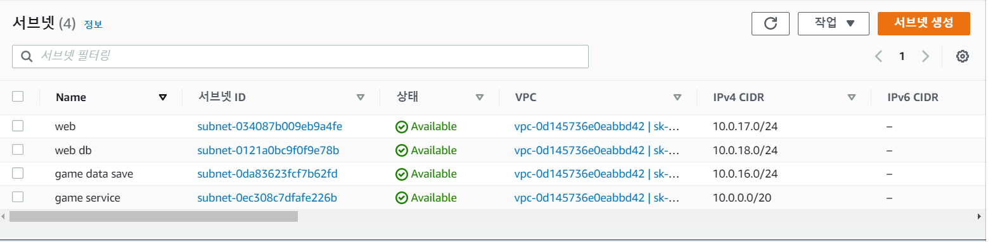 서브넷 (4) 정보
작업 서브넷 생성
서브넷 필터링
1
Name 서브넷 ID 상태 VPC IPv4 CIDR IPv6 CIDR
web subnet-034087b009eb9a4fe Available vpc-0d145736e0eabbd42 | sk-... 10.0.17.0/24 –
web db subnet-0121a0bc9f0f9e78b Available vpc-0d145736e0eabbd42 | sk-... 10.0.18.0/24 –
game data save subnet-0da83623fcf7b62fd Available vpc-0d145736e0eabbd42 | sk-... 10.0.16.0/24 –
game service subnet-0ec308c7dfafe226b Available vpc-0d145736e0eabbd42 | sk-... 10.0.0.0/20 –